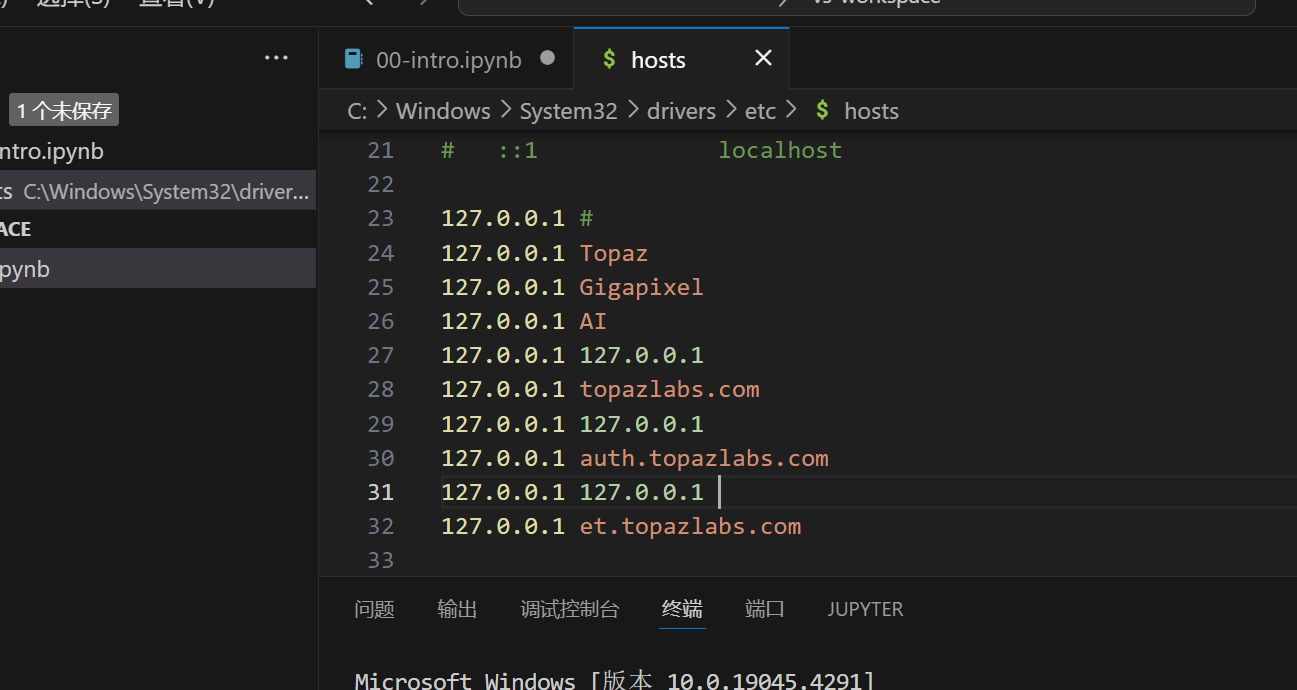 选择(S) 查看(V)
vs-workspace
00-intro.ipynb
hosts
C: > Windows > System32 > drivers > etc > $ hosts
1 个未保存
ntro.ipynb
ts C:\Windows\System32\driver...
ACE
pynb
21 # ::1 localhost
22
23 127.0.0.1 #
24 127.0.0.1 Topaz
25 127.0.0.1 Gigapixel
26 127.0.0.1 AI
27 127.0.0.1 127.0.0.1
28 127.0.0.1 topazlabs.com
29 127.0.0.1 127.0.0.1
30 127.0.0.1 auth.topazlabs.com
31 127.0.0.1 127.0.0.1
32 127.0.0.1 et.topazlabs.com
33
问题 输出 调试控制台 终端 端口 JUPYTER
Microsoft Windows [版本 10.0.19045.4291]